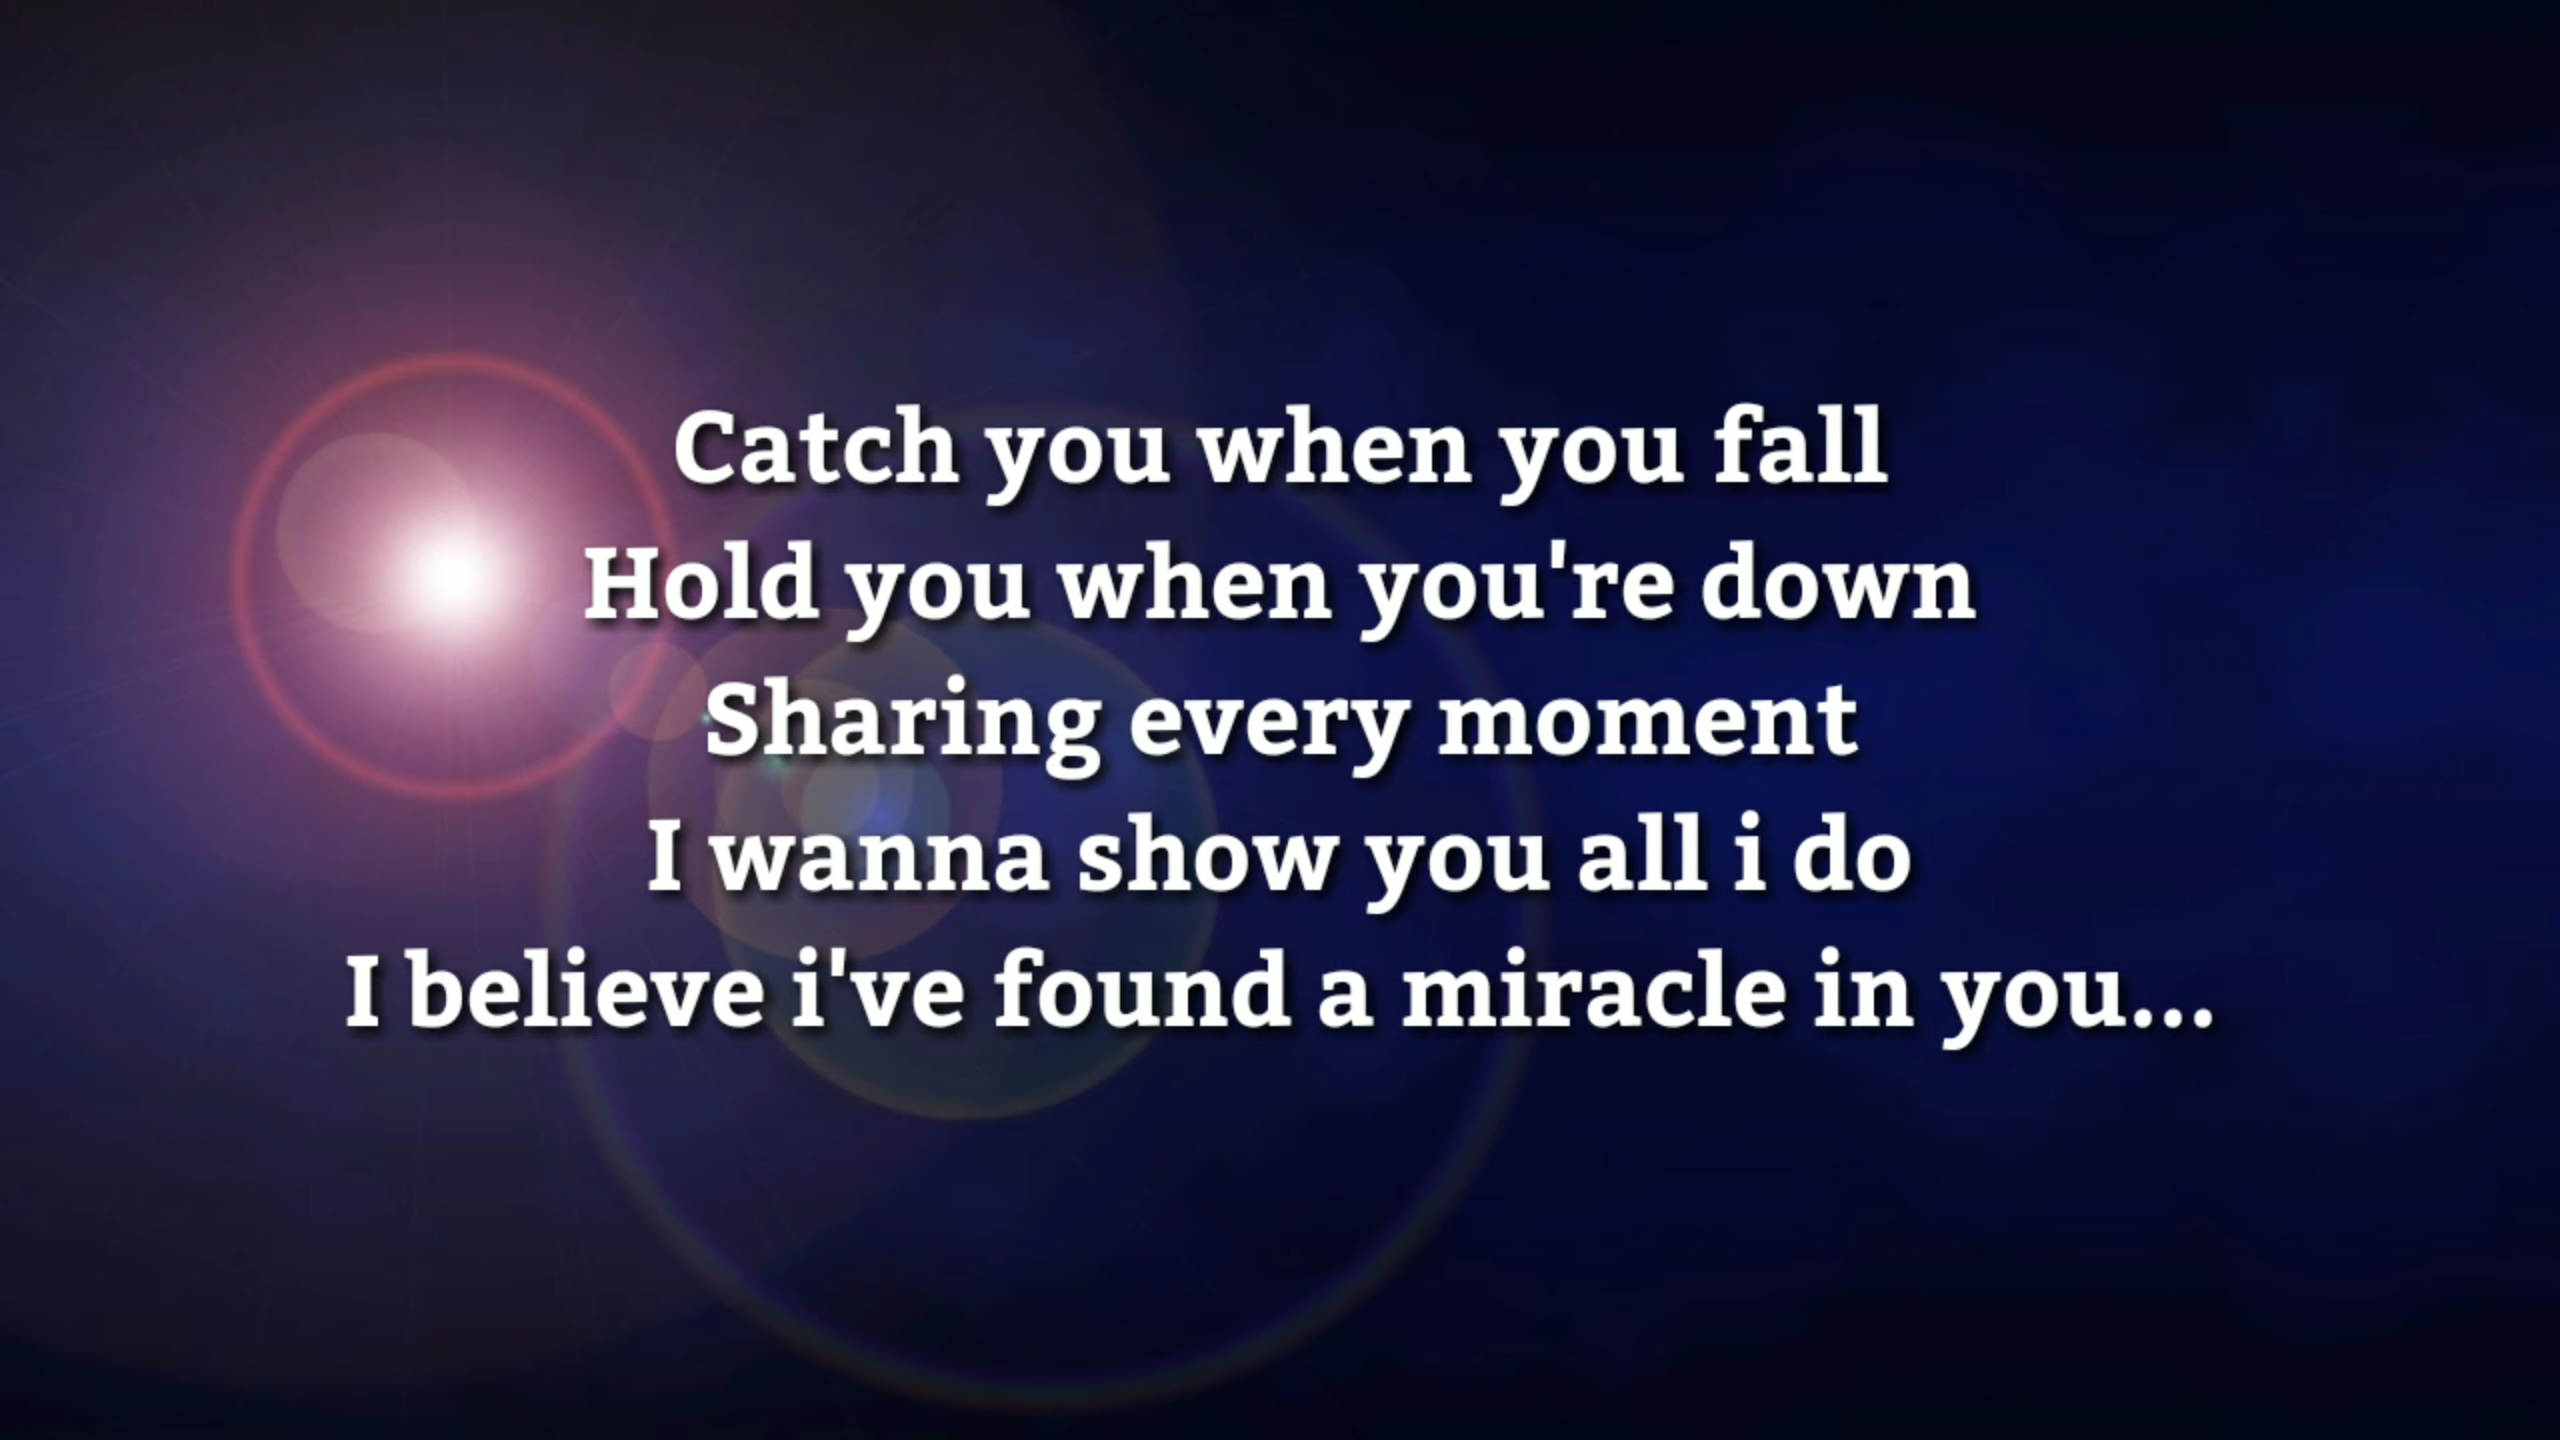 Catch you when you fall
Hold you when you're down
Sharing every moment
I wanna show you all i do
I believe i've found a miracle in you...